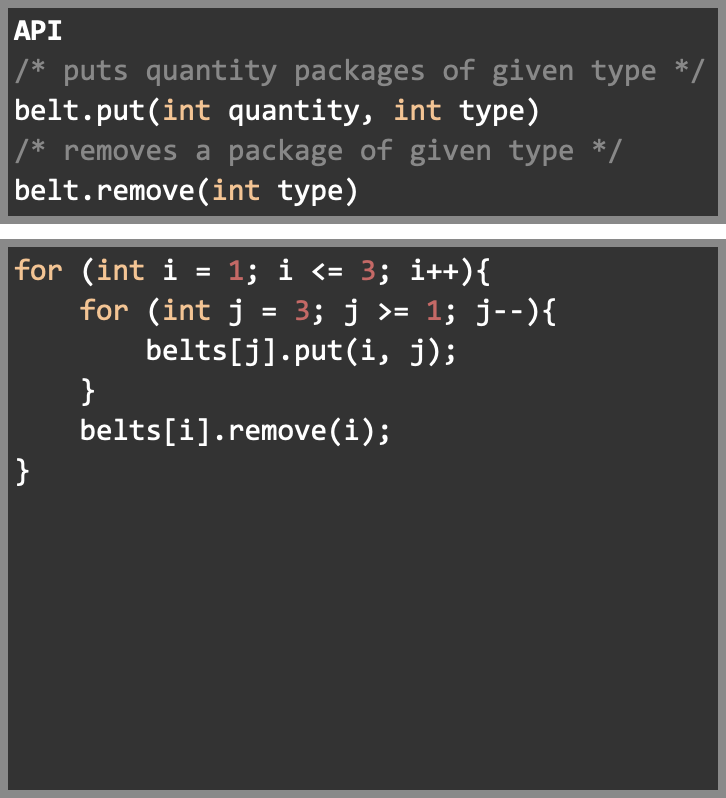 API
/* puts quantity packages of given type */
belt.put(int quantity, int type)
/* removes a package of given type */
belt.remove(int type)
for (int i = 1; i <= 3; i++){
    for (int j = 3; j >= 1; j--){
        belts[j].put(i, j);
    }
    belts[i].remove(i);
}